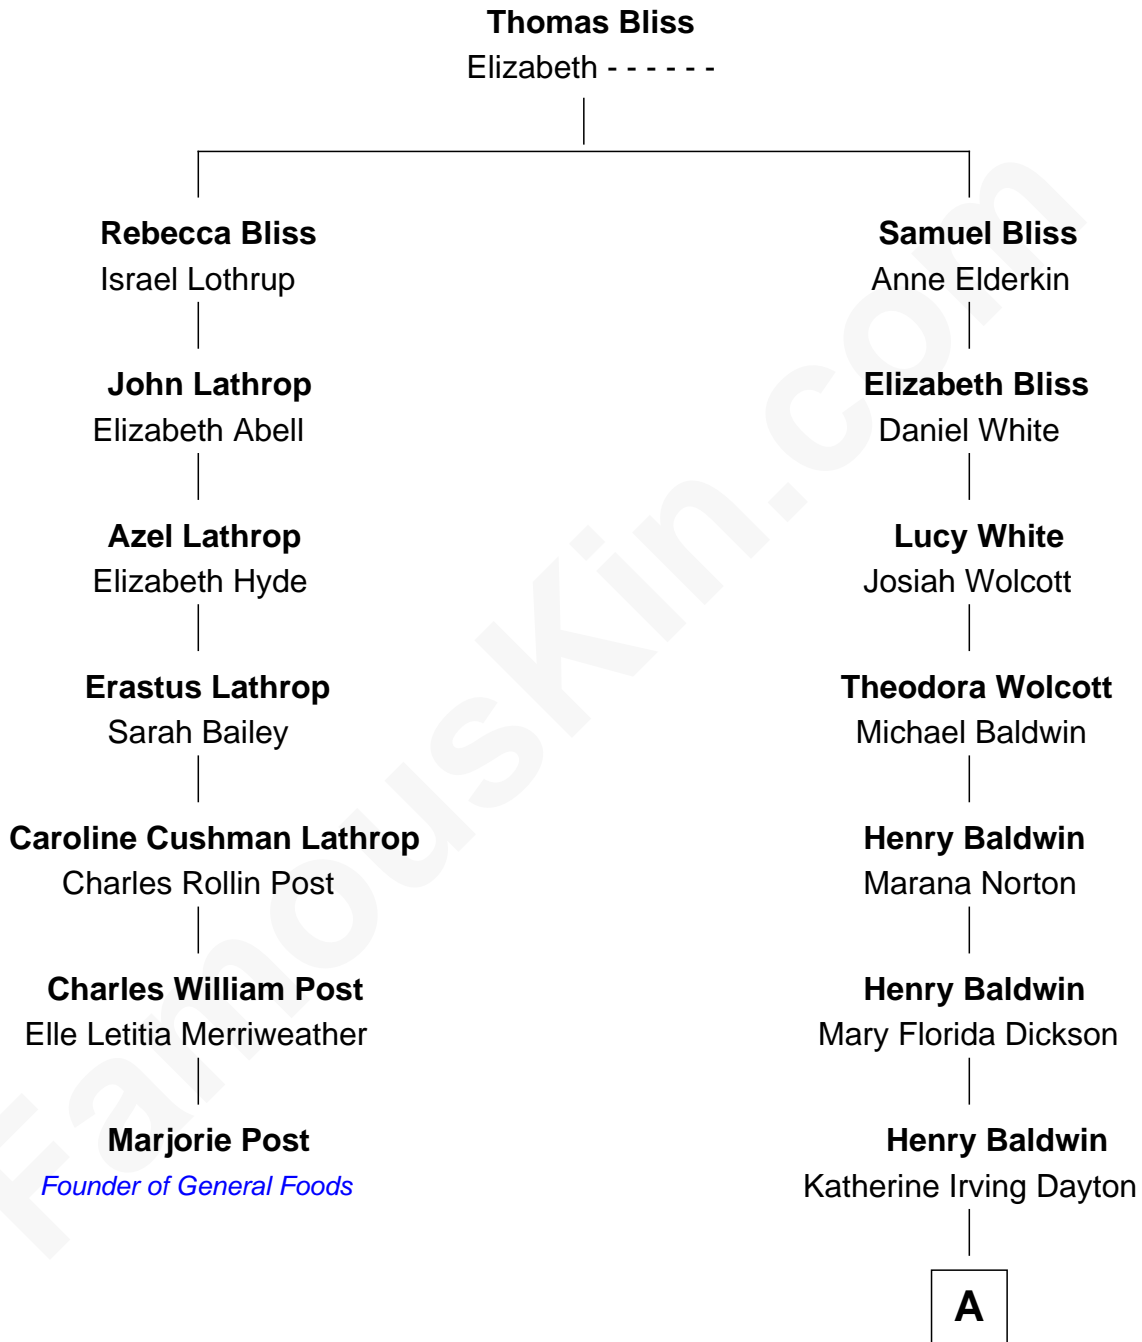 Thomas Bliss
Elizabeth - - - - - -
Rebecca Bliss
Israel Lothrup
Samuel Bliss
Anne Elderkin
John Lathrop
Elizabeth Abell
Elizabeth Bliss
Daniel White
Azel Lathrop
Elizabeth Hyde
Lucy White
Josiah Wolcott
Erastus Lathrop
Sarah Bailey
Theodora Wolcott
Michael Baldwin
Caroline Cushman Lathrop
Charles Rollin Post
Henry Baldwin
Marana Norton
Charles William Post
Elle Letitia Merriweather
Henry Baldwin
Mary Florida Dickson
Marjorie Post
Founder of General Foods
Henry Baldwin
Katherine Irving Dayton
A
FamousKin.com